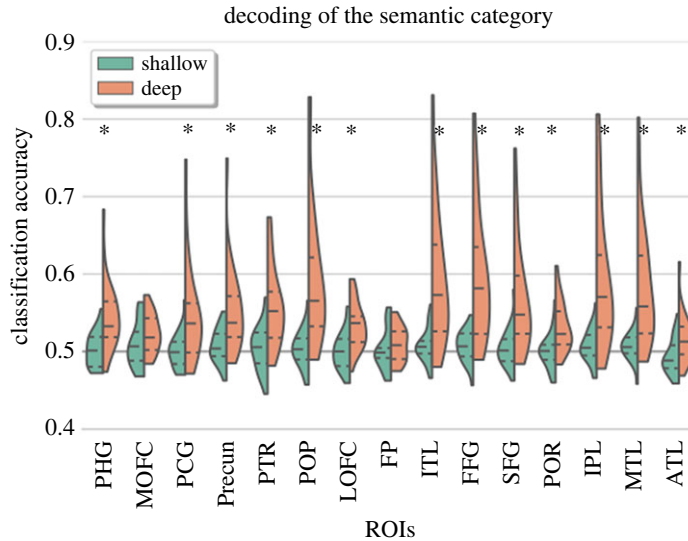 decoding of the semantic category
0.9
0.8
0.7
0.6
0.5
0.4
classification accuracy
shallow
deep
* * * * * * * * * * * * *
PHG MOFC PCG Precun PTR POP LOFC FP ITL FFG SFG POR IPL MTL ATL
ROIs